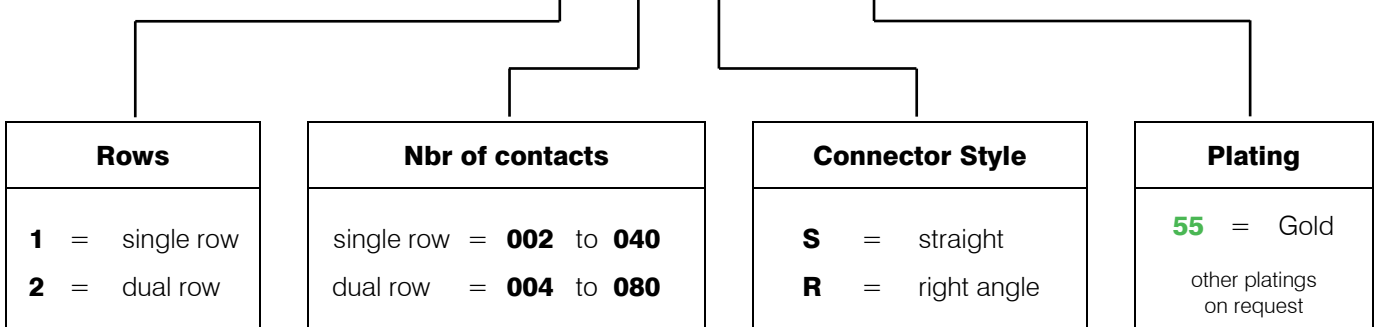 Rows
1 = single row
2 = dual row
Nbr of contacts
single row = 002 to 040
dual row = 004 to 080
Connector Style
S = straight
R = right angle
Plating
55 = Gold
other platings
on request